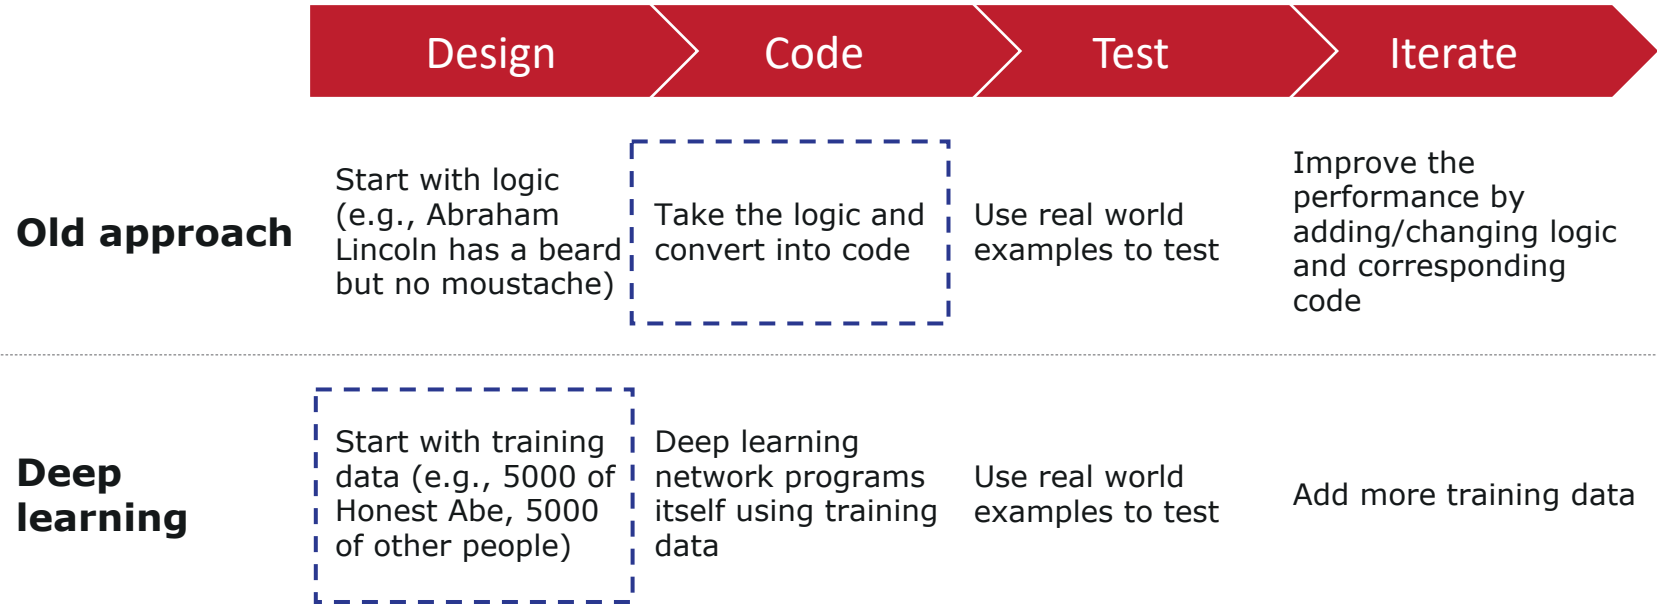 Design
Code
Test
Iterate
Old approach
Start with logic
(e.g., Abraham
Lincoln has a beard
but no moustache)
Take the logic and
convert into code
Use real world
examples to test
Improve the
performance by
adding/changing logic
and corresponding
code
Deep
learning
Start with training
data (e.g., 5000 of
Honest Abe, 5000
of other people)
Deep learning
network programs
itself using training
data
Use real world
examples to test
Add more training data